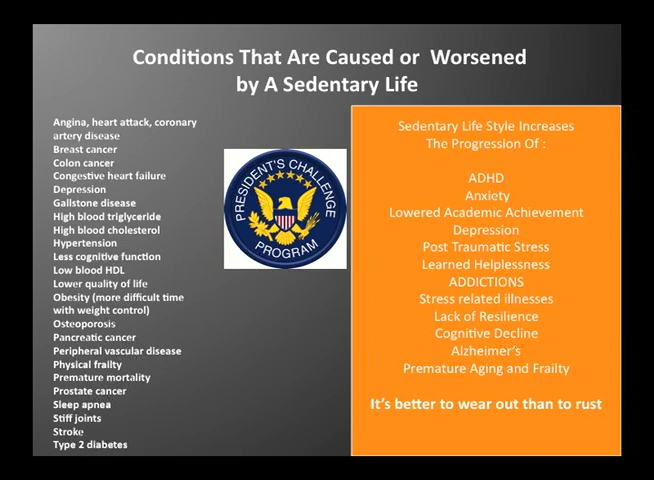 Conditions That Are Caused or Worsened
by A Sedentary Life
Angina, heart attack, coronary
artery disease
Breast cancer
Colon cancer
Congestive heart failure
Depression
Gallstone disease
High blood triglyceride
High blood cholesterol
Hypertension
Less cognitive function
Low blood HDL
Lower quality of life
Obesity (more difficult time
with weight control)
Osteoporosis
Pancreatic cancer
Peripheral vascular disease
Physical frailty
Premature mortality
Prostate cancer
Sleep apnea
Stiff joints
Stroke
Type 2 diabetes
PRESIDENT'S CHALLENGE
PROGRAM
Sedentary Life Style Increases
The Progression Of :
ADHD
Anxiety
Lowered Academic Achievement
Depression
Post Traumatic Stress
Learned Helplessness
ADDICTIONS
Stress related illnesses
Lack of Resilience
Cognitive Decline
Alzheimer's
Premature Aging and Frailty
It's better to wear out than to rust